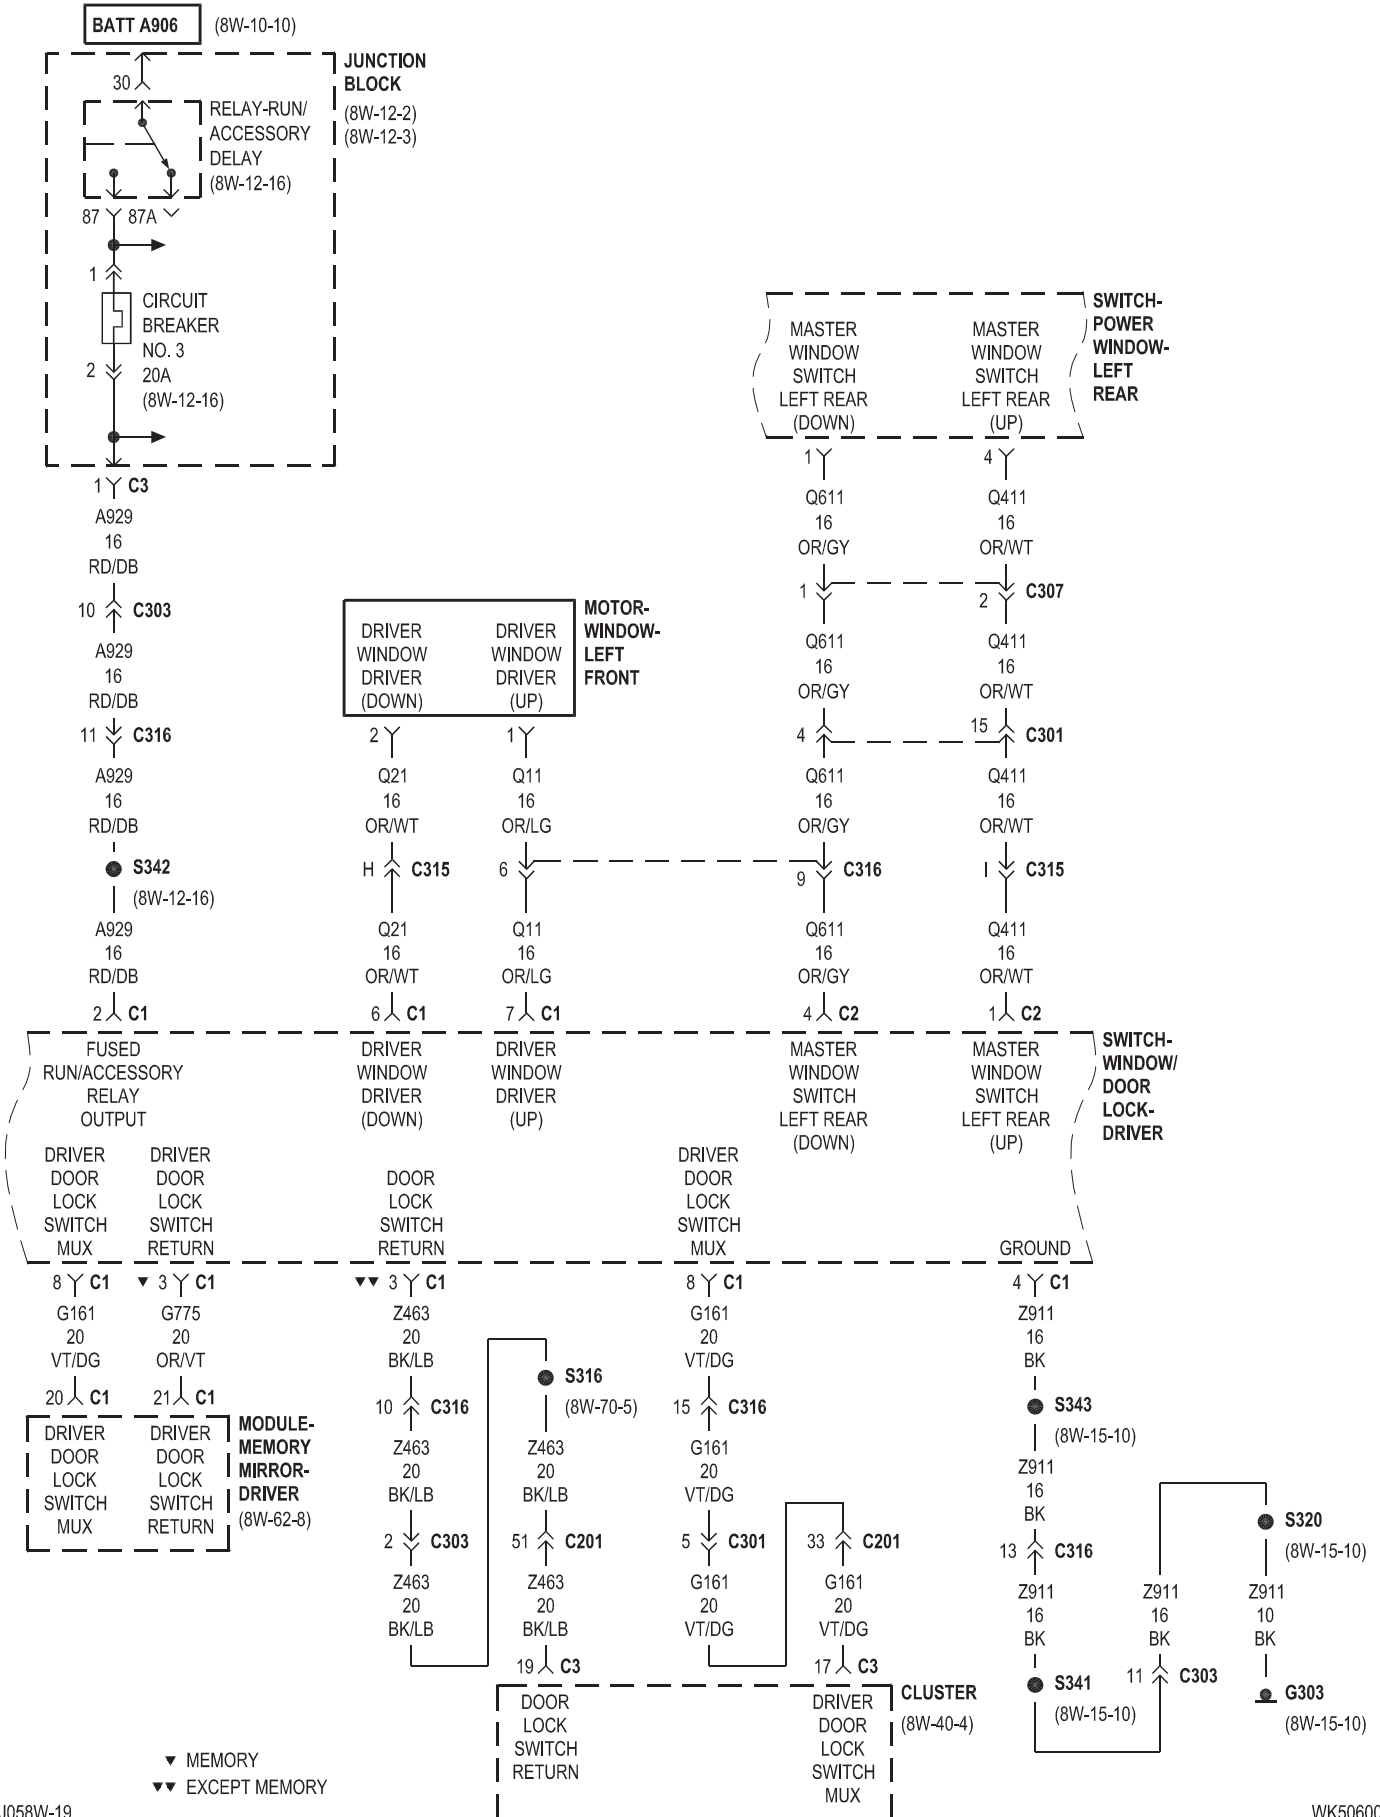 BATT A906 (8W-10-10)
JUNCTION
BLOCK
(8W-12-2)
(8W-12-3)
30
RELAY-RUN/
ACCESSORY
DELAY
(8W-12-16)
87 87A
1
CIRCUIT
BREAKER
NO. 3
20A
(8W-12-16)
2
1 C3
A929
16
RD/DB
10 C303
A929
16
RD/DB
11 C316
A929
16
RD/DB
S342
(8W-12-16)
A929
16
RD/DB
2 C1
DRIVER
WINDOW
DRIVER
(DOWN)
DRIVER
WINDOW
DRIVER
(UP)
MOTOR-
WINDOW-
LEFT
FRONT
2
Q21
16
OR/WT
H C315
Q21
16
OR/WT
6 C1
1
Q11
16
OR/LG
6
Q11
16
OR/LG
7 C1
MASTER
WINDOW
SWITCH
LEFT REAR
(DOWN)
MASTER
WINDOW
SWITCH
LEFT REAR
(UP)
SWITCH-
POWER
WINDOW-
LEFT
REAR
1
Q611
16
OR/GY
1
Q611
16
OR/GY
4
Q611
16
OR/GY
9 C316
Q611
16
OR/GY
4 C2
4
Q411
16
OR/WT
2 C307
Q411
16
OR/WT
15 C301
Q411
16
OR/WT
I C315
Q411
16
OR/WT
1 C2
FUSED
RUN/ACCESSORY
RELAY
OUTPUT
DRIVER
WINDOW
DRIVER
(DOWN)
DRIVER
WINDOW
DRIVER
(UP)
MASTER
WINDOW
SWITCH
LEFT REAR
(DOWN)
MASTER
WINDOW
SWITCH
LEFT REAR
(UP)
SWITCH-
WINDOW/
DOOR
LOCK-
DRIVER
DRIVER
DOOR
LOCK
SWITCH
MUX
DRIVER
DOOR
LOCK
SWITCH
RETURN
DOOR
LOCK
SWITCH
RETURN
DRIVER
DOOR
LOCK
SWITCH
MUX
GROUND
8 C1
G161
20
VT/DG
20 C1
▼ 3 C1
G775
20
OR/VT
21 C1
DRIVER
DOOR
LOCK
SWITCH
MUX
DRIVER
DOOR
LOCK
SWITCH
RETURN
MODULE-
MEMORY
MIRROR-
DRIVER
(8W-62-8)
▼▼ 3 C1
Z463
20
BK/LB
10 C316
Z463
20
BK/LB
2 C303
Z463
20
BK/LB
S316
(8W-70-5)
Z463
20
BK/LB
51 C201
Z463
20
BK/LB
19 C3
8 C1
G161
20
VT/DG
15 C316
G161
20
VT/DG
5 C301
G161
20
VT/DG
33 C201
G161
20
VT/DG
17 C3
DOOR
LOCK
SWITCH
RETURN
DRIVER
DOOR
LOCK
SWITCH
MUX
CLUSTER
(8W-40-4)
4 C1
Z911
16
BK
S343
(8W-15-10)
Z911
16
BK
13 C316
Z911
16
BK
S341
(8W-15-10)
Z911
16
BK
11 C303
S320
(8W-15-10)
Z911
10
BK
G303
(8W-15-10)
▼ MEMORY
▼▼ EXCEPT MEMORY
J058W-19
WK50600